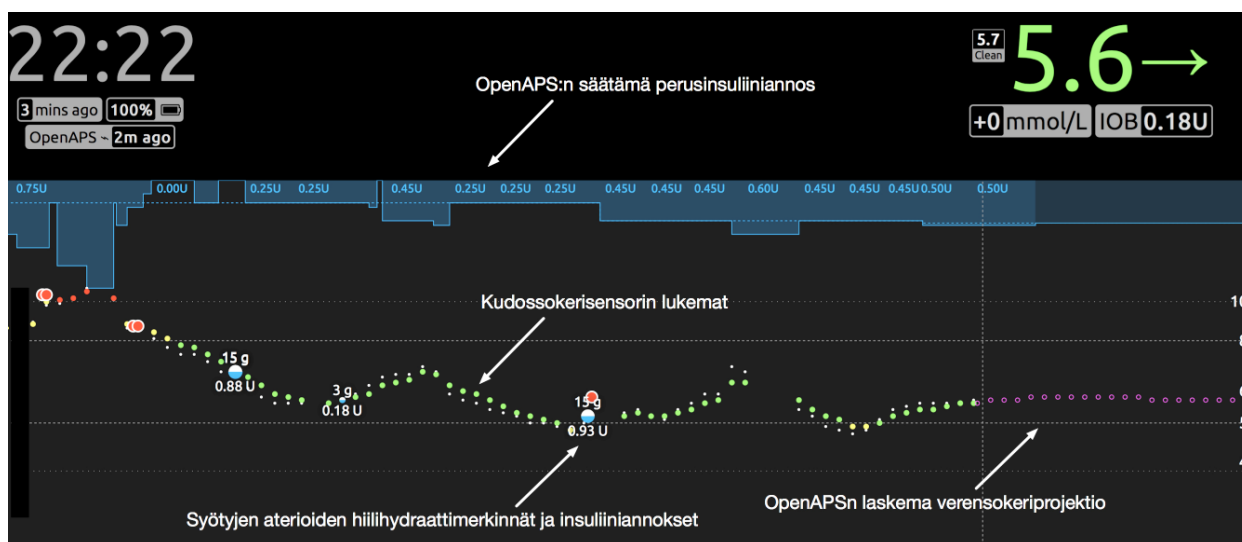 22:22
3 mins ago 100%
OpenAPS ~ 2m ago
OpenAPS:n säätämä perusinsuliiniannos
5.7
Clean
5.6→
+0 mmol/L IOB 0.18U
0.75U 0.00U 0.25U 0.25U 0.45U 0.25U 0.25U 0.25U 0.45U 0.45U 0.45U 0.60U 0.45U 0.45U 0.45U 0.50U 0.50U
Kudossokerisensorin lukemat
10
15 g
0.88 U
3 g
0.18 U
15 g
0.93 U
5
4
Syötyjen aterioiden hiilihydraattimerkinnät ja insuliiniannokset
OpenAPSn laskema verensokeriprojektio